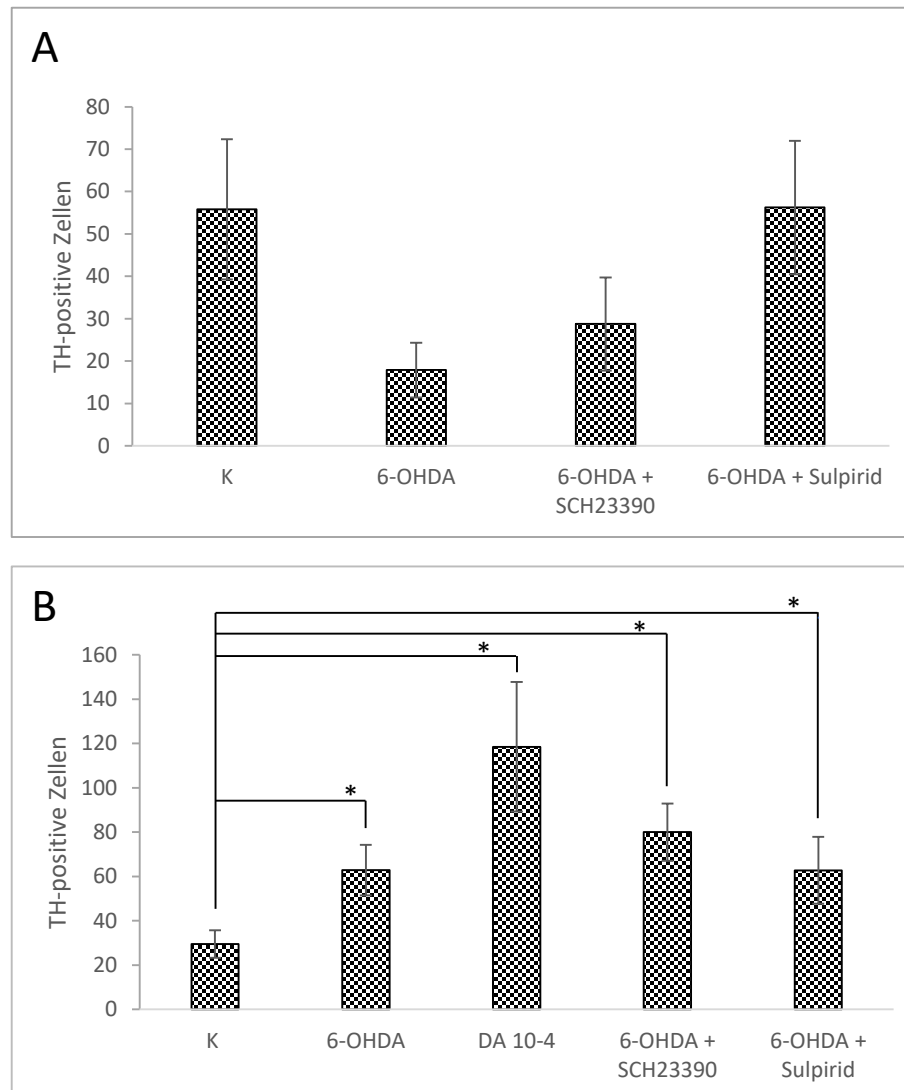 A
80
70
60
50
40
30
20
10
0
TH-positive Zellen
K
6-OHDA
6-OHDA +
SCH23390
6-OHDA + Sulpirid
B
*
*
*
*
160
140
120
100
80
60
40
20
0
TH-positive Zellen
K
6-OHDA
DA 10-4
6-OHDA +
SCH23390
6-OHDA +
Sulpirid